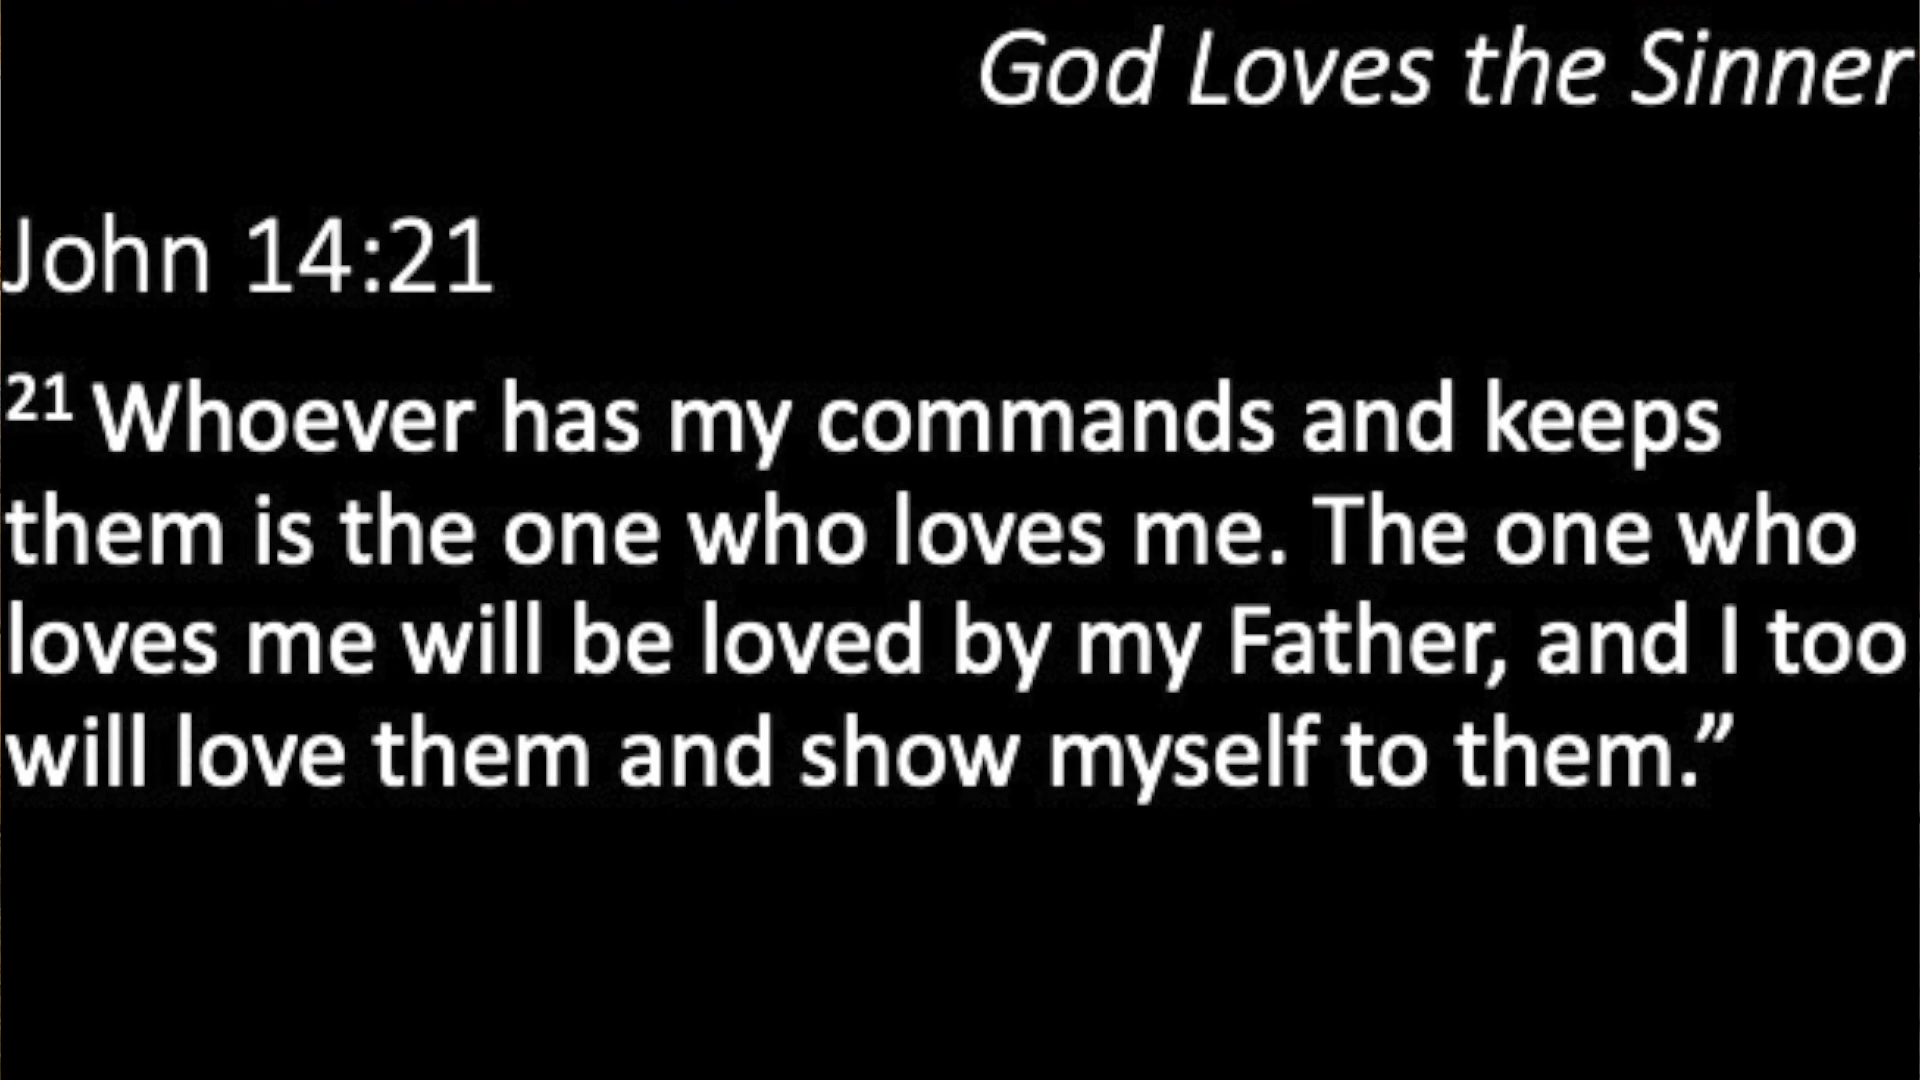 God Loves the Sinner
John 14:21
21 Whoever has my commands and keeps
them is the one who loves me. The one who
loves me will be loved by my Father, and I too
will love them and show myself to them.”